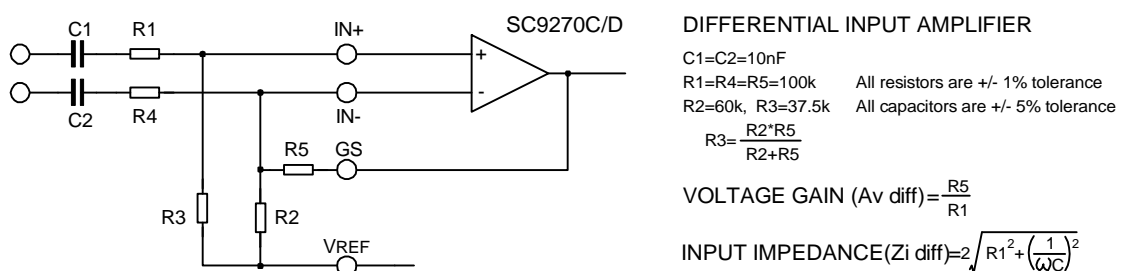 C1 R1 IN+ SC9270C/D
+
-
C2 R4 IN-
R5 GS
R3 R2
VREF
DIFFERENTIAL INPUT AMPLIFIER
C1=C2=10nF
R1=R4=R5=100k All resistors are +/- 1% tolerance
R2=60k, R3=37.5k All capacitors are +/- 5% tolerance
R3= R2*R5
R2+R5
VOLTAGE GAIN (Av diff)= R5
R1
INPUT IMPEDANCE(Zi diff)=2√R1²+(1/ωC)²